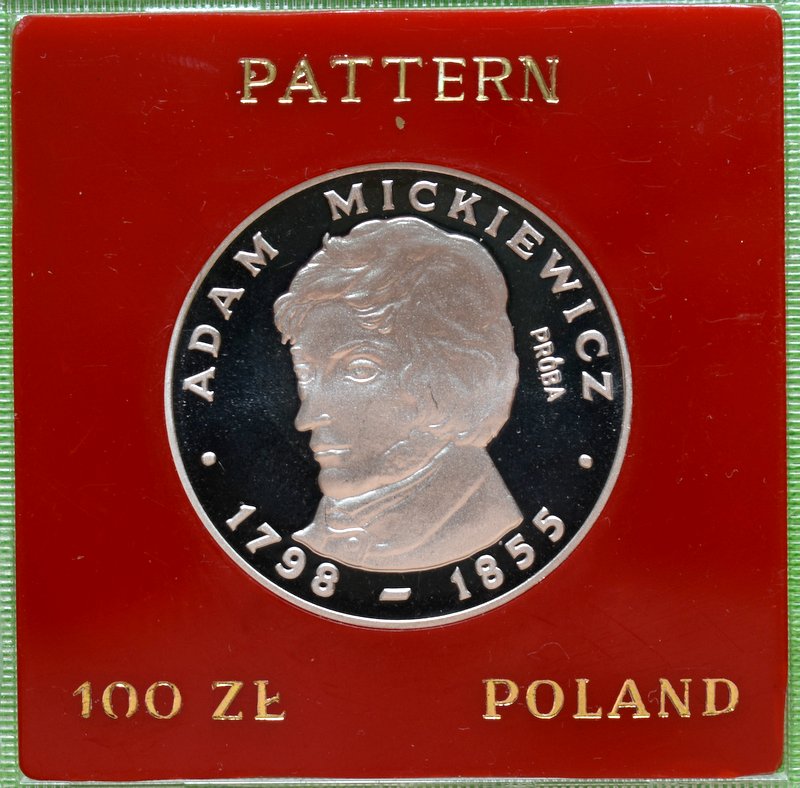 PATTERN
ADAM MICKIEWICZ
PRÓBA
• 1798 – 1855 •
100 ZŁ
POLAND